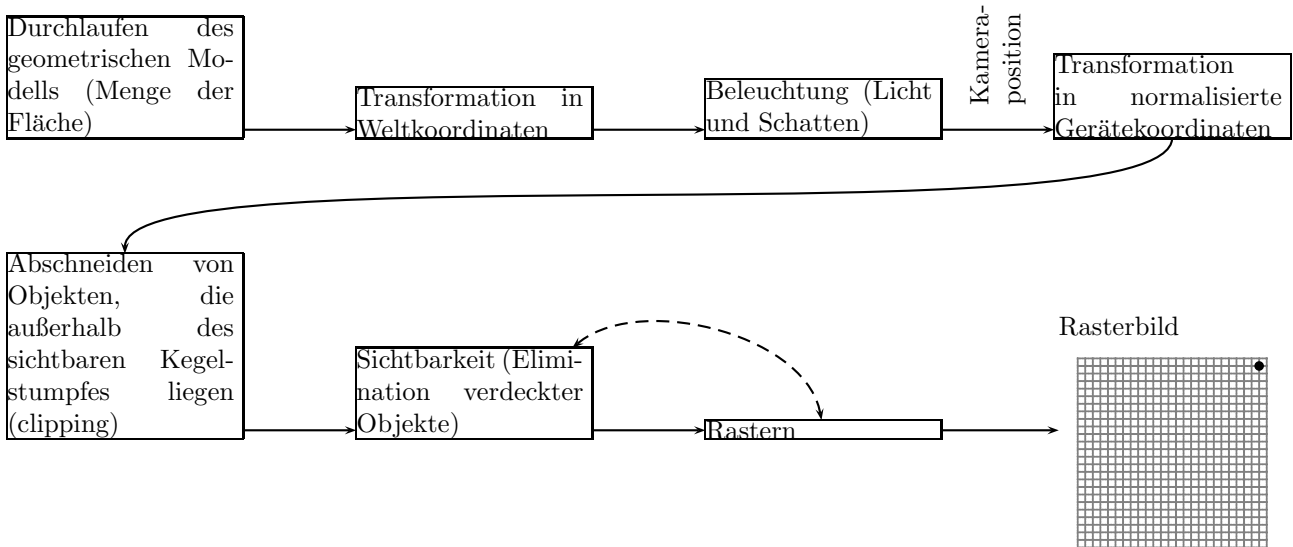 Durchlaufen des
geometrischen Mo-
dells (Menge der
Fläche)
Transformation in
Weltkoordinaten
Beleuchtung (Licht
und Schatten)
Kamera-
position
Transformation
in normalisierte
Gerätekoordinaten
Abschneiden von
Objekten, die
außerhalb des
sichtbaren Kegel-
stumpfes liegen
(clipping)
Sichtbarkeit (Elimi-
nation verdeckter
Objekte)
Rastern
Rasterbild